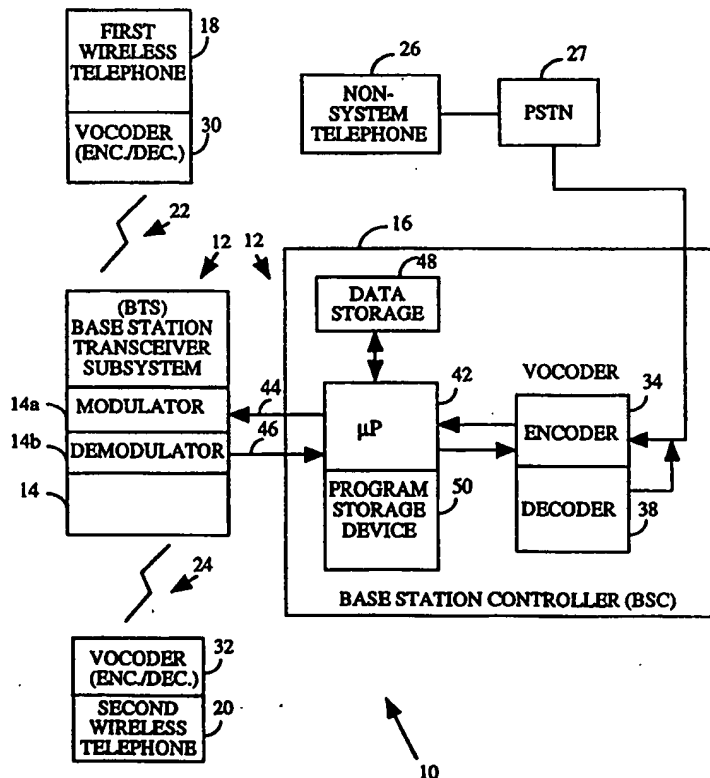 FIRST
WIRELESS
TELEPHONE
18
VOCODER
(ENC./DEC.)
30
22
26
NON-
SYSTEM
TELEPHONE
27
PSTN
12
12
16
(BTS)
BASE STATION
TRANSCEIVER
SUBSYSTEM
14a
MODULATOR
14b
DEMODULATOR
14
44
46
48
DATA
STORAGE
42
µP
PROGRAM
STORAGE
DEVICE
50
VOCODER
34
ENCODER
DECODER
38
BASE STATION CONTROLLER (BSC)
24
VOCODER
(ENC./DEC.)
32
SECOND
WIRELESS
TELEPHONE
20
10